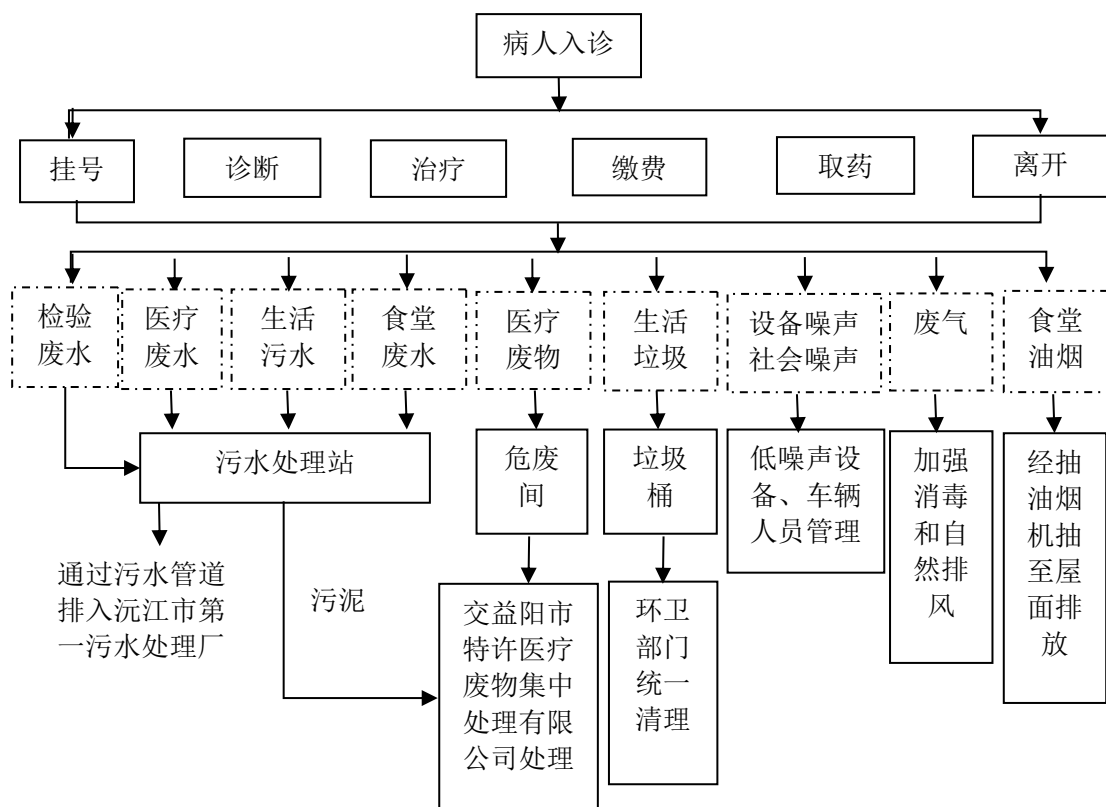 病人入诊
挂号
诊断
治疗
缴费
取药
离开
检验
废水
医疗
废水
生活
污水
食堂
废水
医疗
废物
生活
垃圾
设备噪声
社会噪声
废气
食堂
油烟
污水处理站
危废
间
垃圾
桶
低噪声设
备、车辆
人员管理
加强
消毒
和自
然排
风
经抽
油烟
机抽
至屋
面排
放
通过污水管道
排入沅江市第
一污水处理厂
污泥
交益阳市
特许医疗
废物集中
处理有限
公司处理
环卫
部门
统一
清理